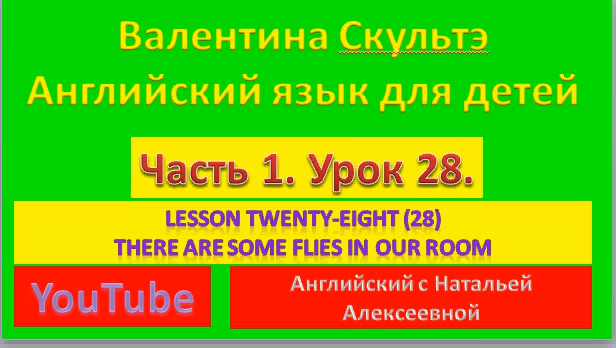 Валентина Скультэ
Английский язык для детей
Часть 1. Урок 28.
LESSON TWENTY-EIGHT (28)
THERE ARE SOME FLIES IN OUR ROOM
YouTube
Английский с Натальей
Алексеевной